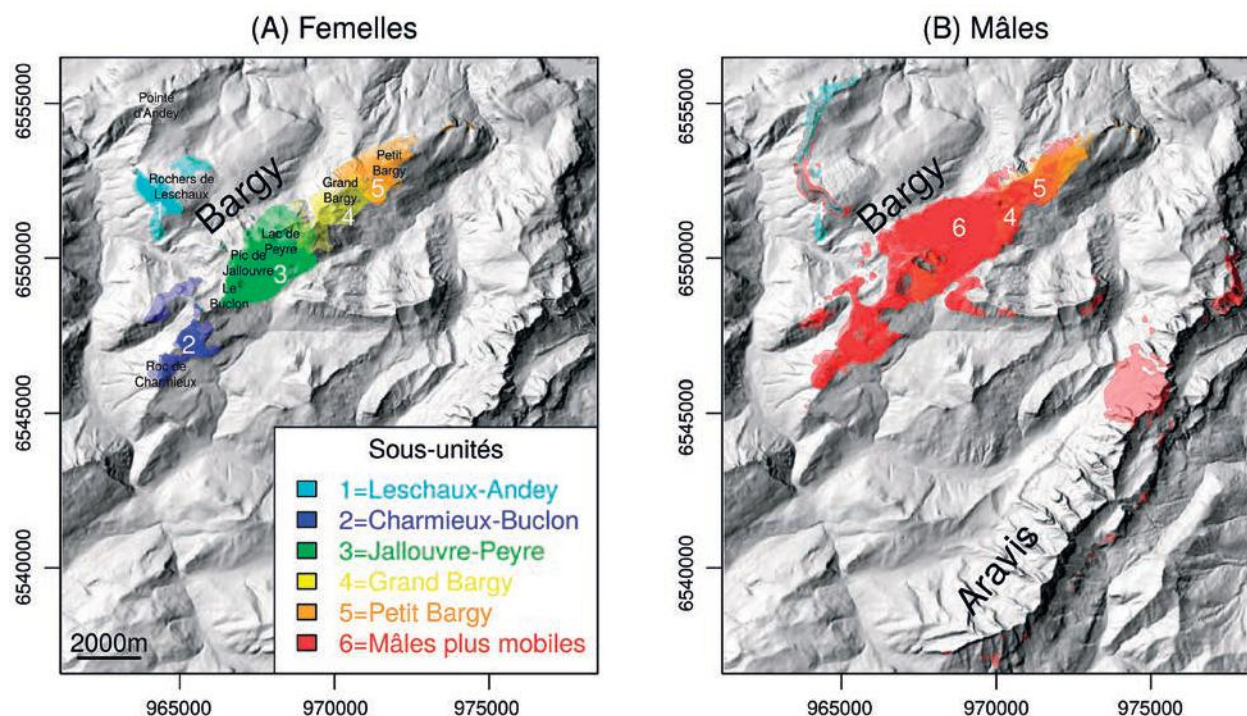 (A) Femelles
6555000
6550000
6545000
6540000
Pointe
d'Andey
Rochers de
Leschaux
1
Bargy
Petit
Bargy
5
Grand
Bargy
4
Lac de
Peyre
Pic de
Jallouvre
3
Le
Buclon
2
Roc de
Charmieux
Sous-unités
1=Leschaux-Andey
2=Charmieux-Buclon
3=Jallouvre-Peyre
4=Grand Bargy
5=Petit Bargy
6=Mâles plus mobiles
2000m
965000 970000 975000
(B) Mâles
6555000
6550000
6545000
6540000
Bargy
1
5
4
6
Aravis
965000 970000 975000